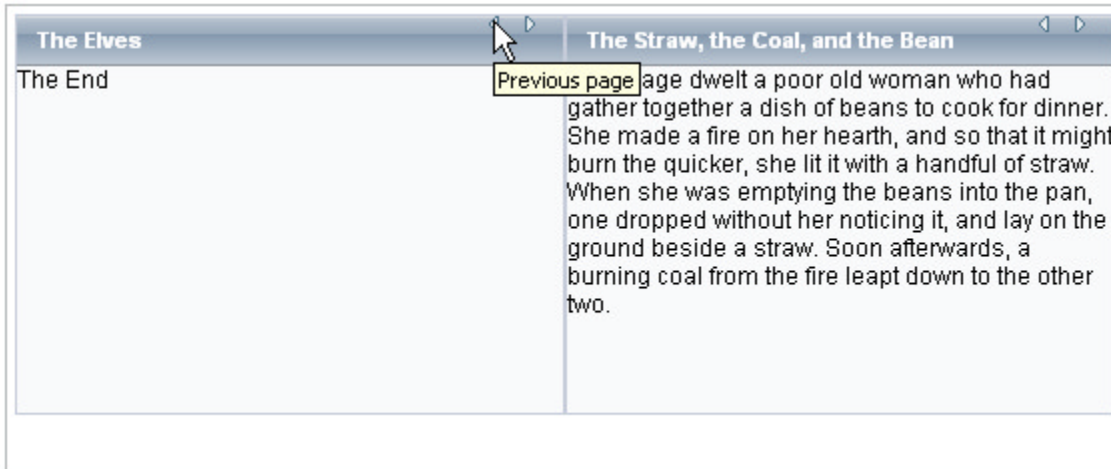 The Elves
The End
Previous page
The Straw, the Coal, and the Bean
age dwelt a poor old woman who had
gather together a dish of beans to cook for dinner.
She made a fire on her hearth, and so that it might
burn the quicker, she lit it with a handful of straw.
When she was emptying the beans into the pan,
one dropped without her noticing it, and lay on the
ground beside a straw. Soon afterwards, a
burning coal from the fire leapt down to the other
two.